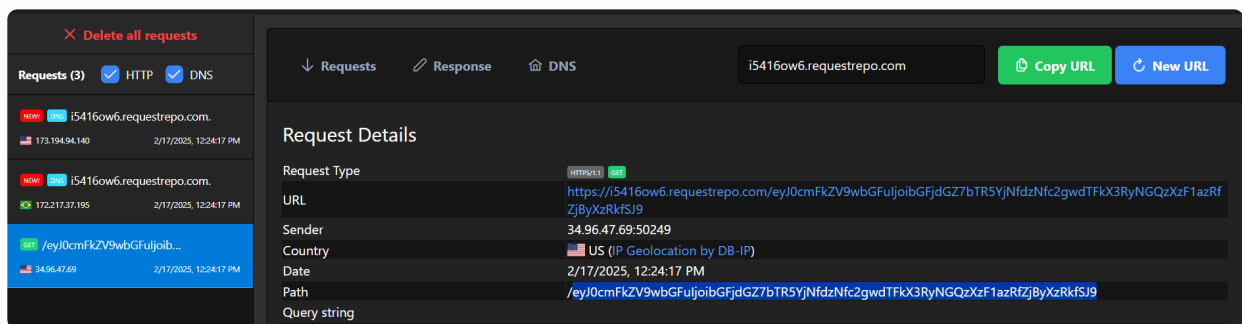 Delete all requests
Requests (3) HTTP DNS
NEW! DNS i5416ow6.requestrepo.com.
173.194.94.140 2/17/2025, 12:24:17 PM
NEW! DNS i5416ow6.requestrepo.com.
172.217.37.195 2/17/2025, 12:24:17 PM
GET /eyJ0cmFkZV9wbGFuIjoib...
34.96.47.69 2/17/2025, 12:24:17 PM
Requests Response DNS i5416ow6.requestrepo.com Copy URL New URL
Request Details
Request Type HTTPS/1.1 GET
URL https://i5416ow6.requestrepo.com/eyJ0cmFkZV9wbGFuIjoibGFjdGZ7bTR5YjNfdzNfc2gwdTFkX3RyNGQzXzF1azRf
ZjByXzRkfSJ9
Sender 34.96.47.69:50249
Country US (IP Geolocation by DB-IP)
Date 2/17/2025, 12:24:17 PM
Path /eyJ0cmFkZV9wbGFuIjoibGFjdGZ7bTR5YjNfdzNfc2gwdTFkX3RyNGQzXzF1azRfZjByXzRkfSJ9
Query string